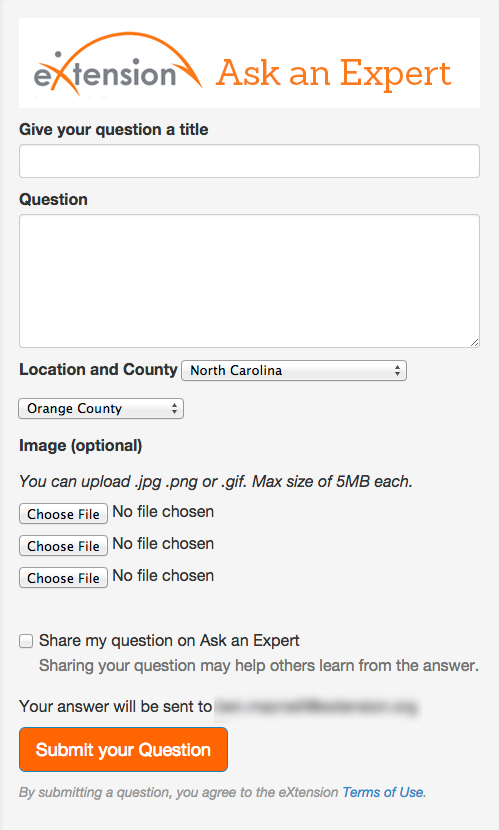 eXtension Ask an Expert
Give your question a title
Question
Location and County North Carolina
Orange County
Image (optional)
You can upload .jpg .png or .gif. Max size of 5MB each.
Choose File No file chosen
Choose File No file chosen
Choose File No file chosen
Share my question on Ask an Expert
Sharing your question may help others learn from the answer.
Your answer will be sent to
Submit your Question
By submitting a question, you agree to the eXtension Terms of Use.